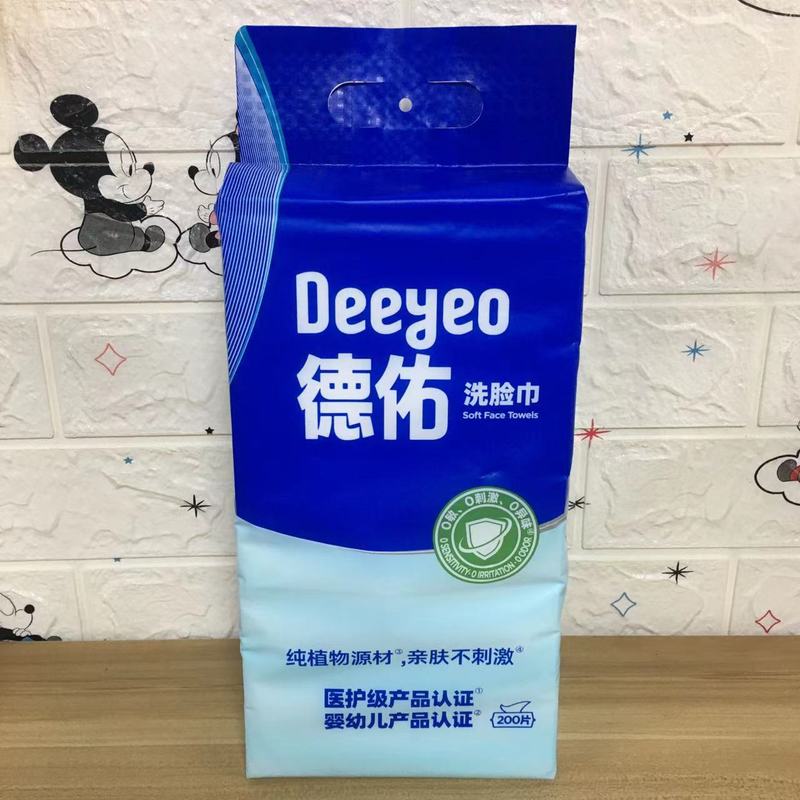 Deeyeo
德佑
洗脸巾
Soft Face Towels
0敏、0刺激、0异味
0 SENSITIVITY·0 IRRITATION·0 ODOR
纯植物源材③,亲肤不刺激④
医护级产品认证①
婴幼儿产品认证②
200片